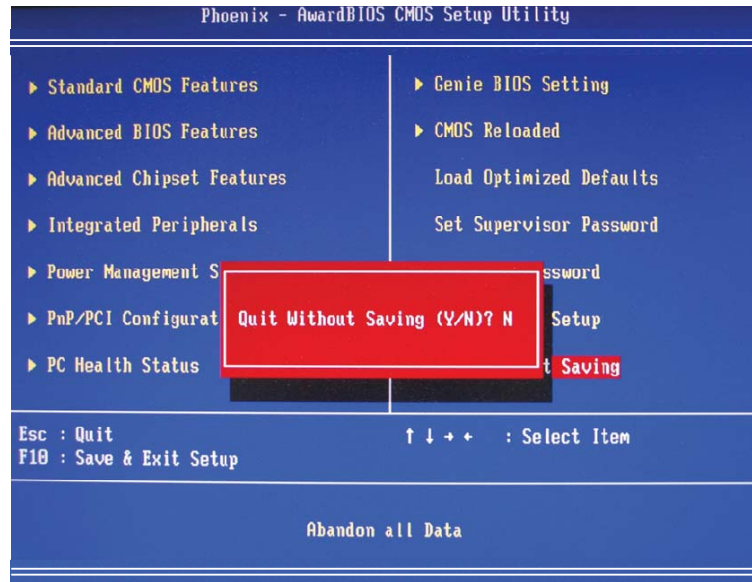 Phoenix - AwardBIOS CMOS Setup Utility
▶ Standard CMOS Features
▶ Advanced BIOS Features
▶ Advanced Chipset Features
▶ Integrated Peripherals
▶ Power Management S
▶ PnP/PCI Configurat
▶ PC Health Status
▶ Genie BIOS Setting
▶ CMOS Reloaded
Load Optimized Defaults
Set Supervisor Password
ssword
Setup
t Saving
Quit Without Saving (Y/N)? N
Esc : Quit
F10 : Save & Exit Setup
↑ ↓ → ← : Select Item
Abandon all Data